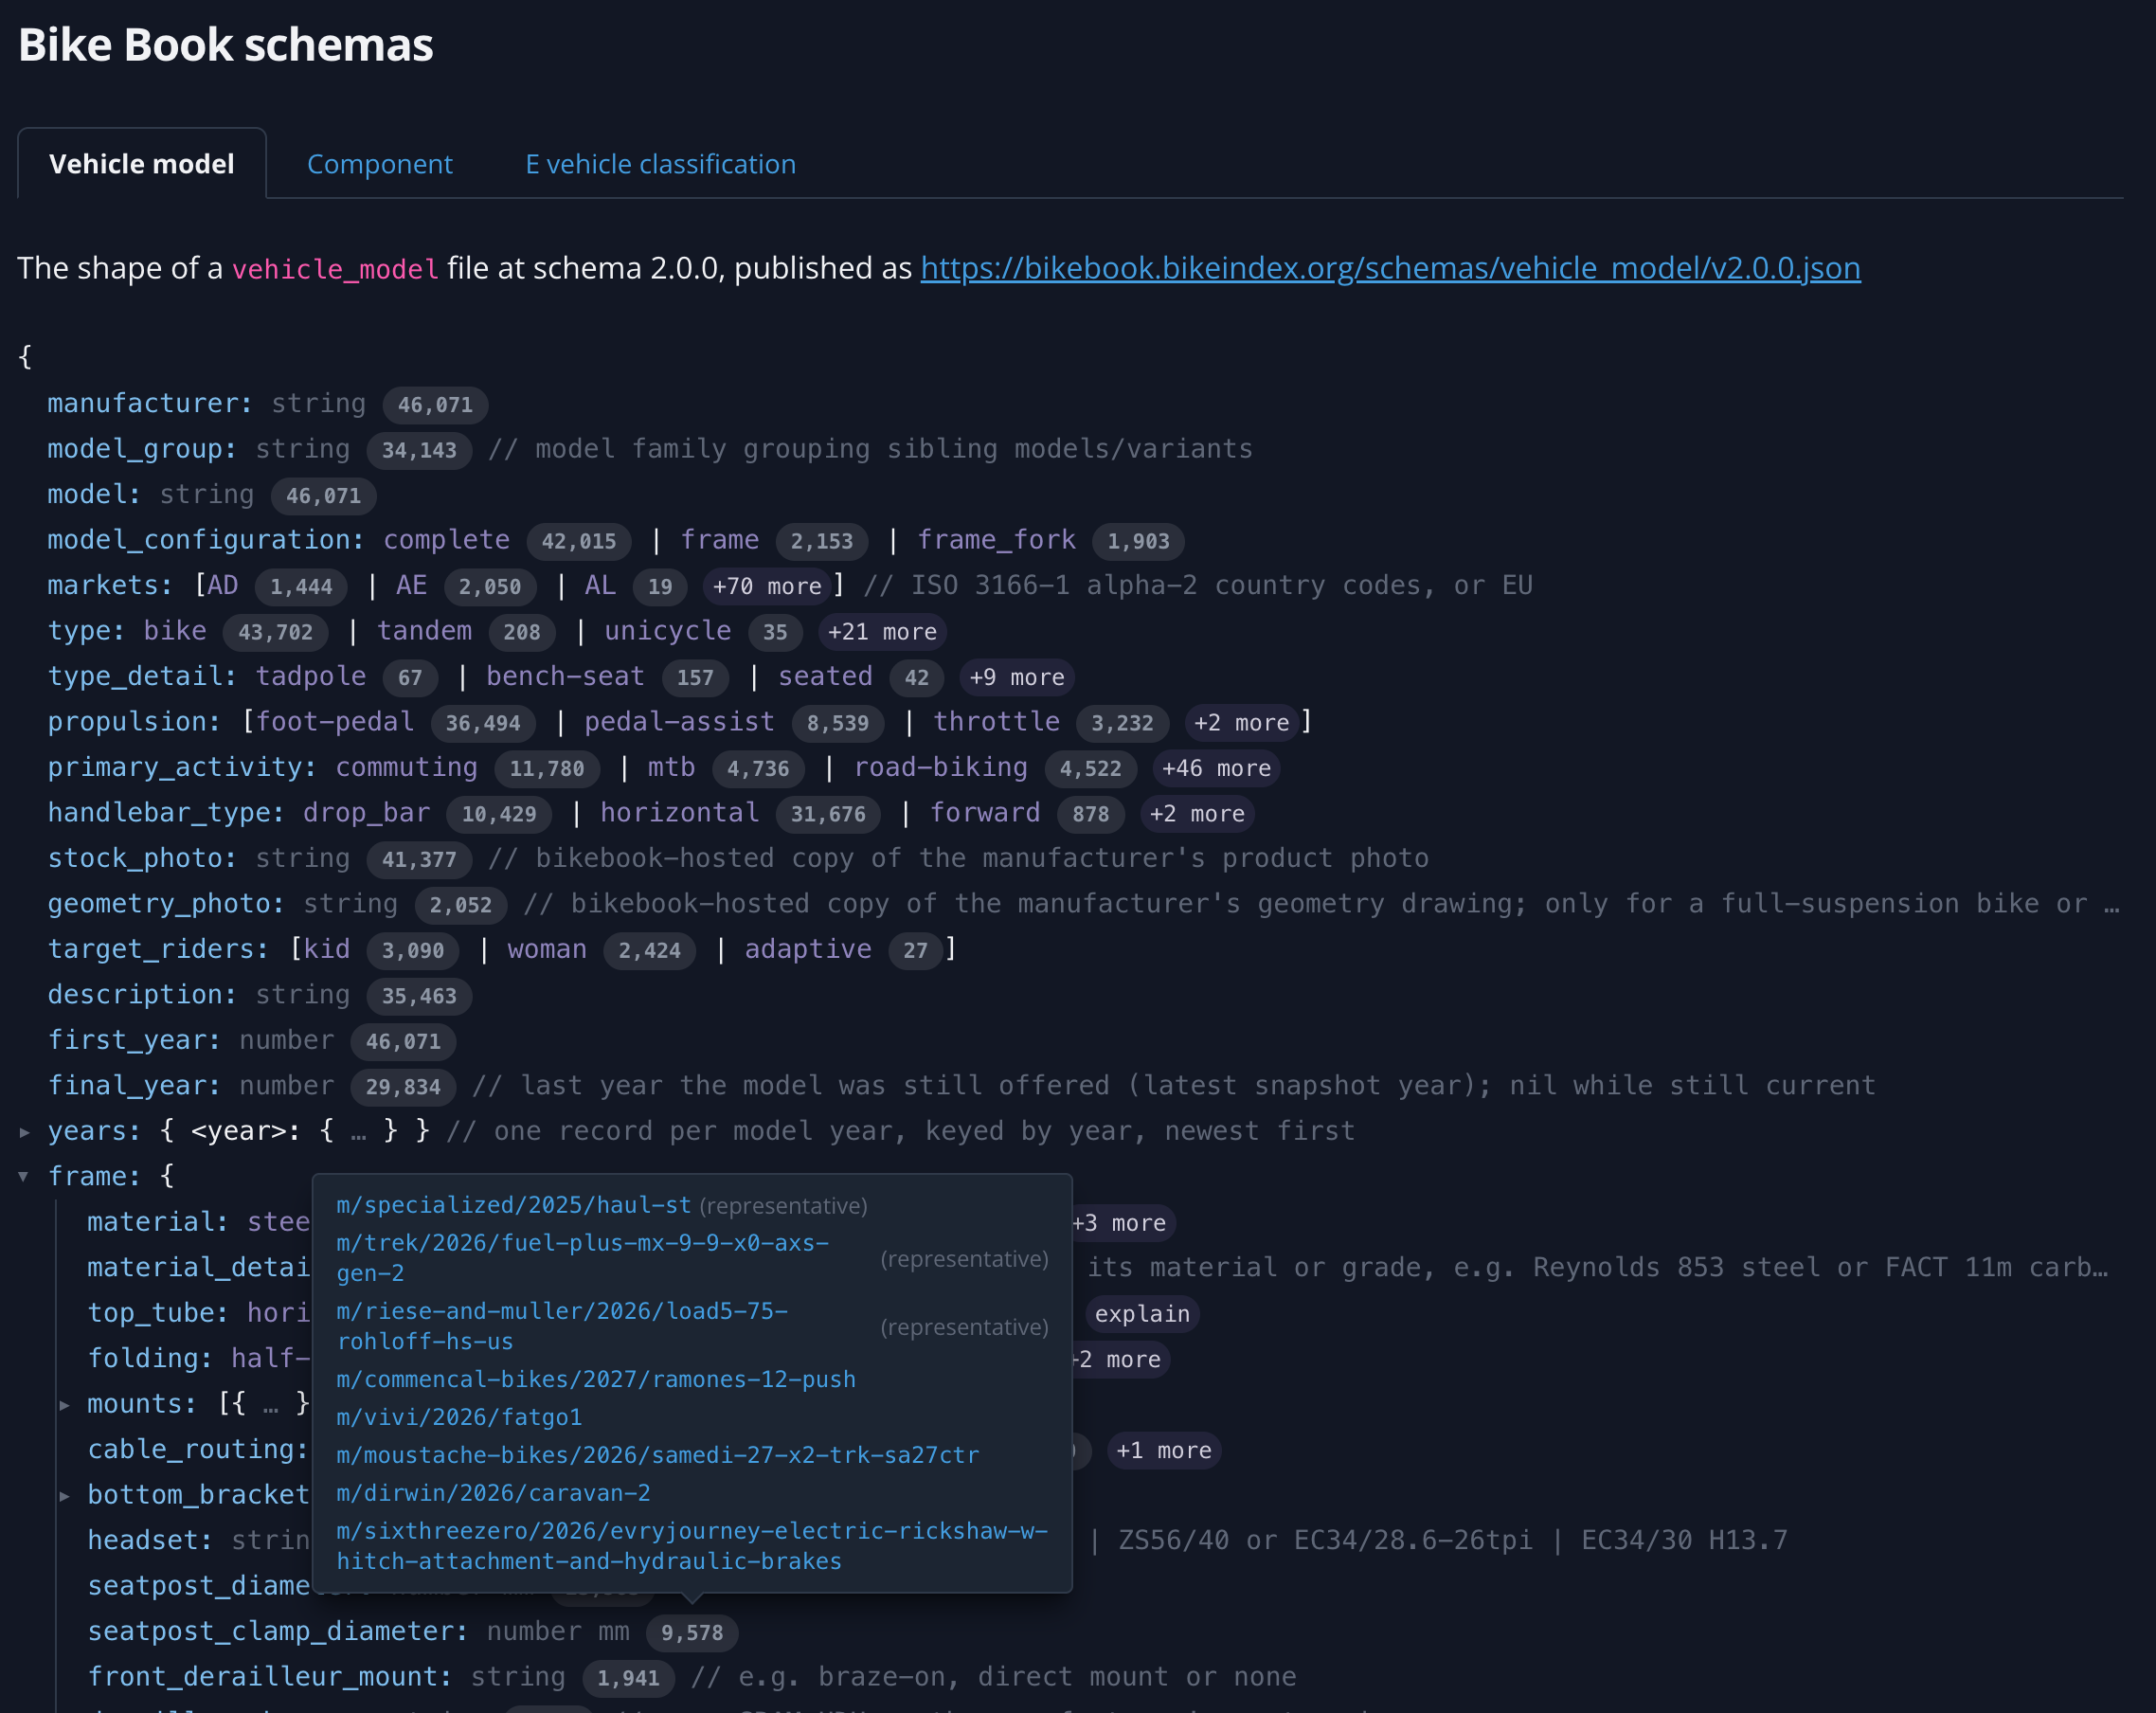 Bike Book schemas
Vehicle model
Component
E vehicle classification
The shape of a vehicle_model file at schema 2.0.0, published as https://bikebook.bikeindex.org/schemas/vehicle_model/v2.0.0.json
{
manufacturer: string 46,071
model_group: string 34,143 // model family grouping sibling models/variants
model: string 46,071
model_configuration: complete 42,015 | frame 2,153 | frame_fork 1,903
markets: [AD 1,444 | AE 2,050 | AL 19 +70 more] // ISO 3166-1 alpha-2 country codes, or EU
type: bike 43,702 | tandem 208 | unicycle 35 +21 more
type_detail: tadpole 67 | bench-seat 157 | seated 42 +9 more
propulsion: [foot-pedal 36,494 | pedal-assist 8,539 | throttle 3,232 +2 more]
primary_activity: commuting 11,780 | mtb 4,736 | road-biking 4,522 +46 more
handlebar_type: drop_bar 10,429 | horizontal 31,676 | forward 878 +2 more
stock_photo: string 41,377 // bikebook-hosted copy of the manufacturer's product photo
geometry_photo: string 2,052 // bikebook-hosted copy of the manufacturer's geometry drawing; only for a full-suspension bike or …
target_riders: [kid 3,090 | woman 2,424 | adaptive 27]
description: string 35,463
first_year: number 46,071
final_year: number 29,834 // last year the model was still offered (latest snapshot year); nil while still current
▸ years: { <year>: { … } } // one record per model year, keyed by year, newest first
▾ frame: {
material: stee +3 more
material_detai its material or grade, e.g. Reynolds 853 steel or FACT 11m carb…
top_tube: hori explain
folding: half- +2 more
▸ mounts: [{ … }
cable_routing: +1 more
▸ bottom_bracket
headset: strin | ZS56/40 or EC34/28.6-26tpi | EC34/30 H13.7
seatpost_diame
m/specialized/2025/haul-st (representative)
m/trek/2026/fuel-plus-mx-9-9-x0-axs-
gen-2 (representative)
m/riese-and-muller/2026/load5-75-
rohloff-hs-us (representative)
m/commencal-bikes/2027/ramones-12-push
m/vivi/2026/fatgo1
m/moustache-bikes/2026/samedi-27-x2-trk-sa27ctr
m/dirwin/2026/caravan-2
m/sixthreezero/2026/evryjourney-electric-rickshaw-w-
hitch-attachment-and-hydraulic-brakes
seatpost_clamp_diameter: number mm 9,578
front_derailleur_mount: string 1,941 // e.g. braze-on, direct mount or none